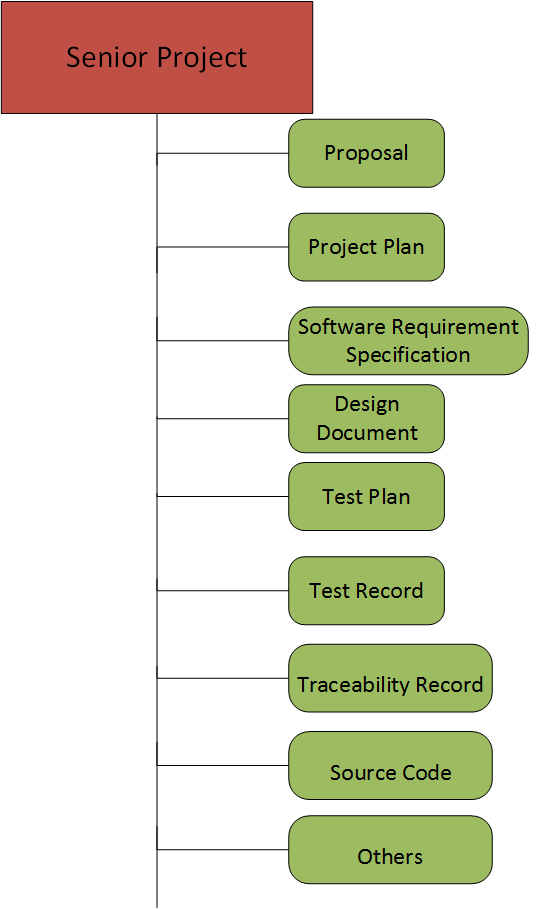 Senior Project
Proposal
Project Plan
Software Requirement
Specification
Design
Document
Test Plan
Test Record
Traceability Record
Source Code
Others